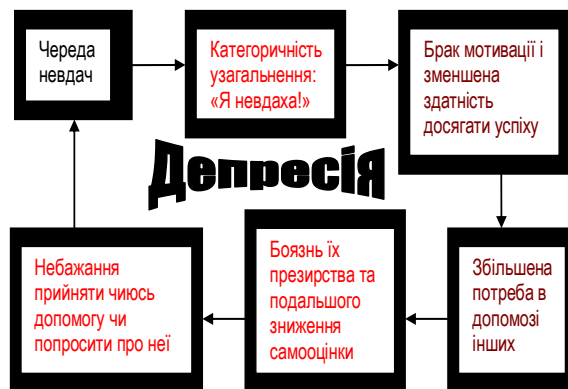 Череда
невдач
Категоричність
узагальнення:
«Я невдаха!»
Брак мотивації і
зменшена
здатність
досягати успіху
Депресія
Небажання
прийняти чиюсь
допомогу чи
попросити про неї
Боязнь їх
презирства та
подальшого
зниження
самооцінки
Збільшена
потреба в
допомозі
інших